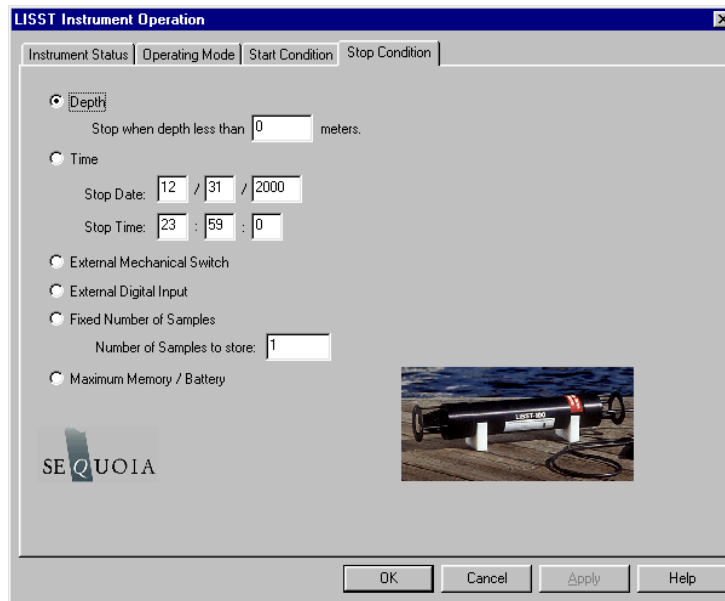 LISST Instrument Operation
Instrument Status Operating Mode Start Condition Stop Condition
Depth
Stop when depth less than 0 meters.
Time
Stop Date: 12 / 31 / 2000
Stop Time: 23 : 59 : 0
External Mechanical Switch
External Digital Input
Fixed Number of Samples
Number of Samples to store: 1
Maximum Memory / Battery
LISST-100
SEQUOIA
OK Cancel Apply Help